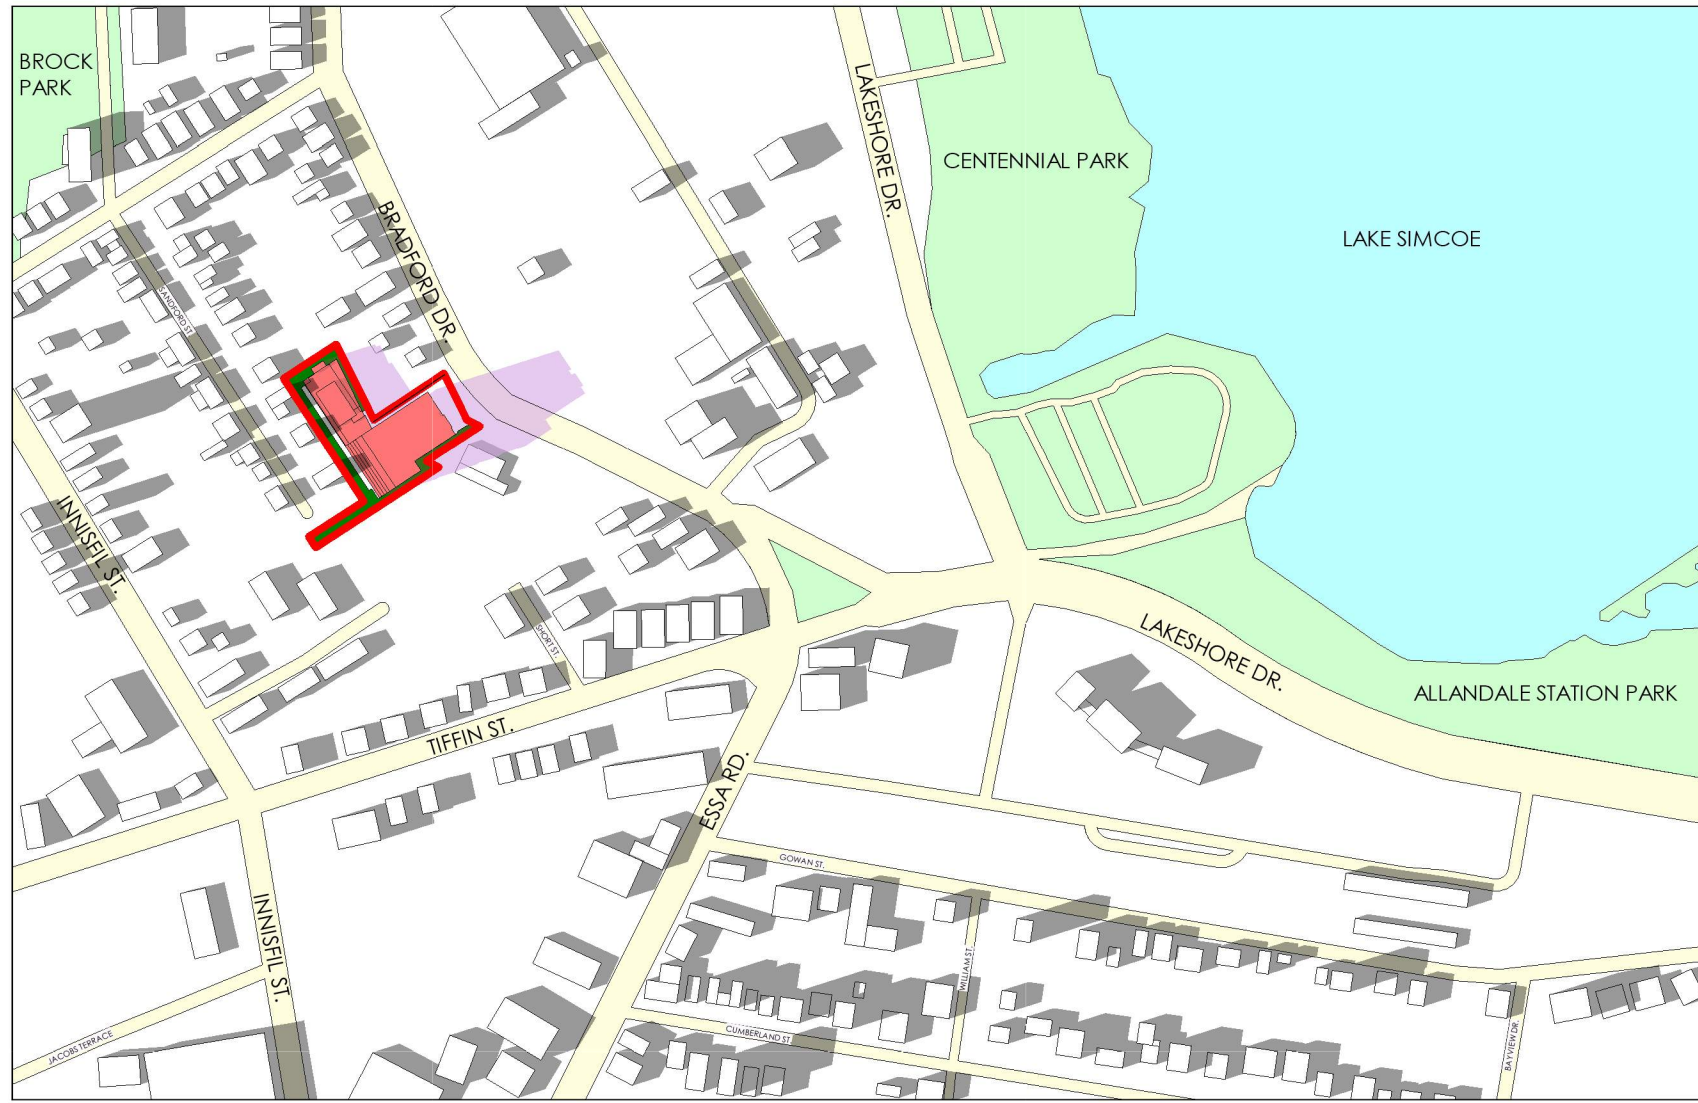 BROCK
PARK
LAKESHORE DR.
CENTENNIAL PARK
LAKE SIMCOE
BRADFORD DR.
SANDFORD ST.
INNISFIL ST.
SHORT ST.
LAKESHORE DR.
ALLANDALE STATION PARK
TIFFIN ST.
ESSA RD.
GOWAN ST.
INNISFIL ST.
WILLIAM ST.
CUMBERLAND ST.
JACOBS TERRACE
BAYVIEW DR.